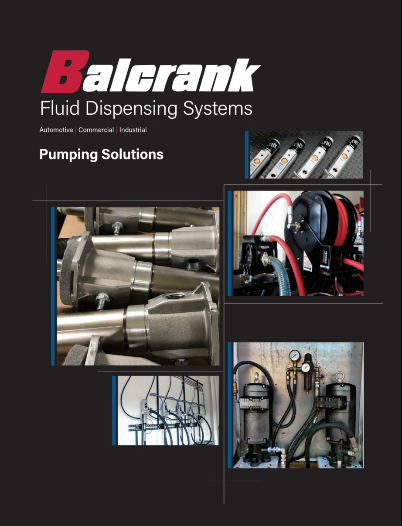 Balcrank
Fluid Dispensing Systems
Automotive | Commercial | Industrial
Pumping Solutions